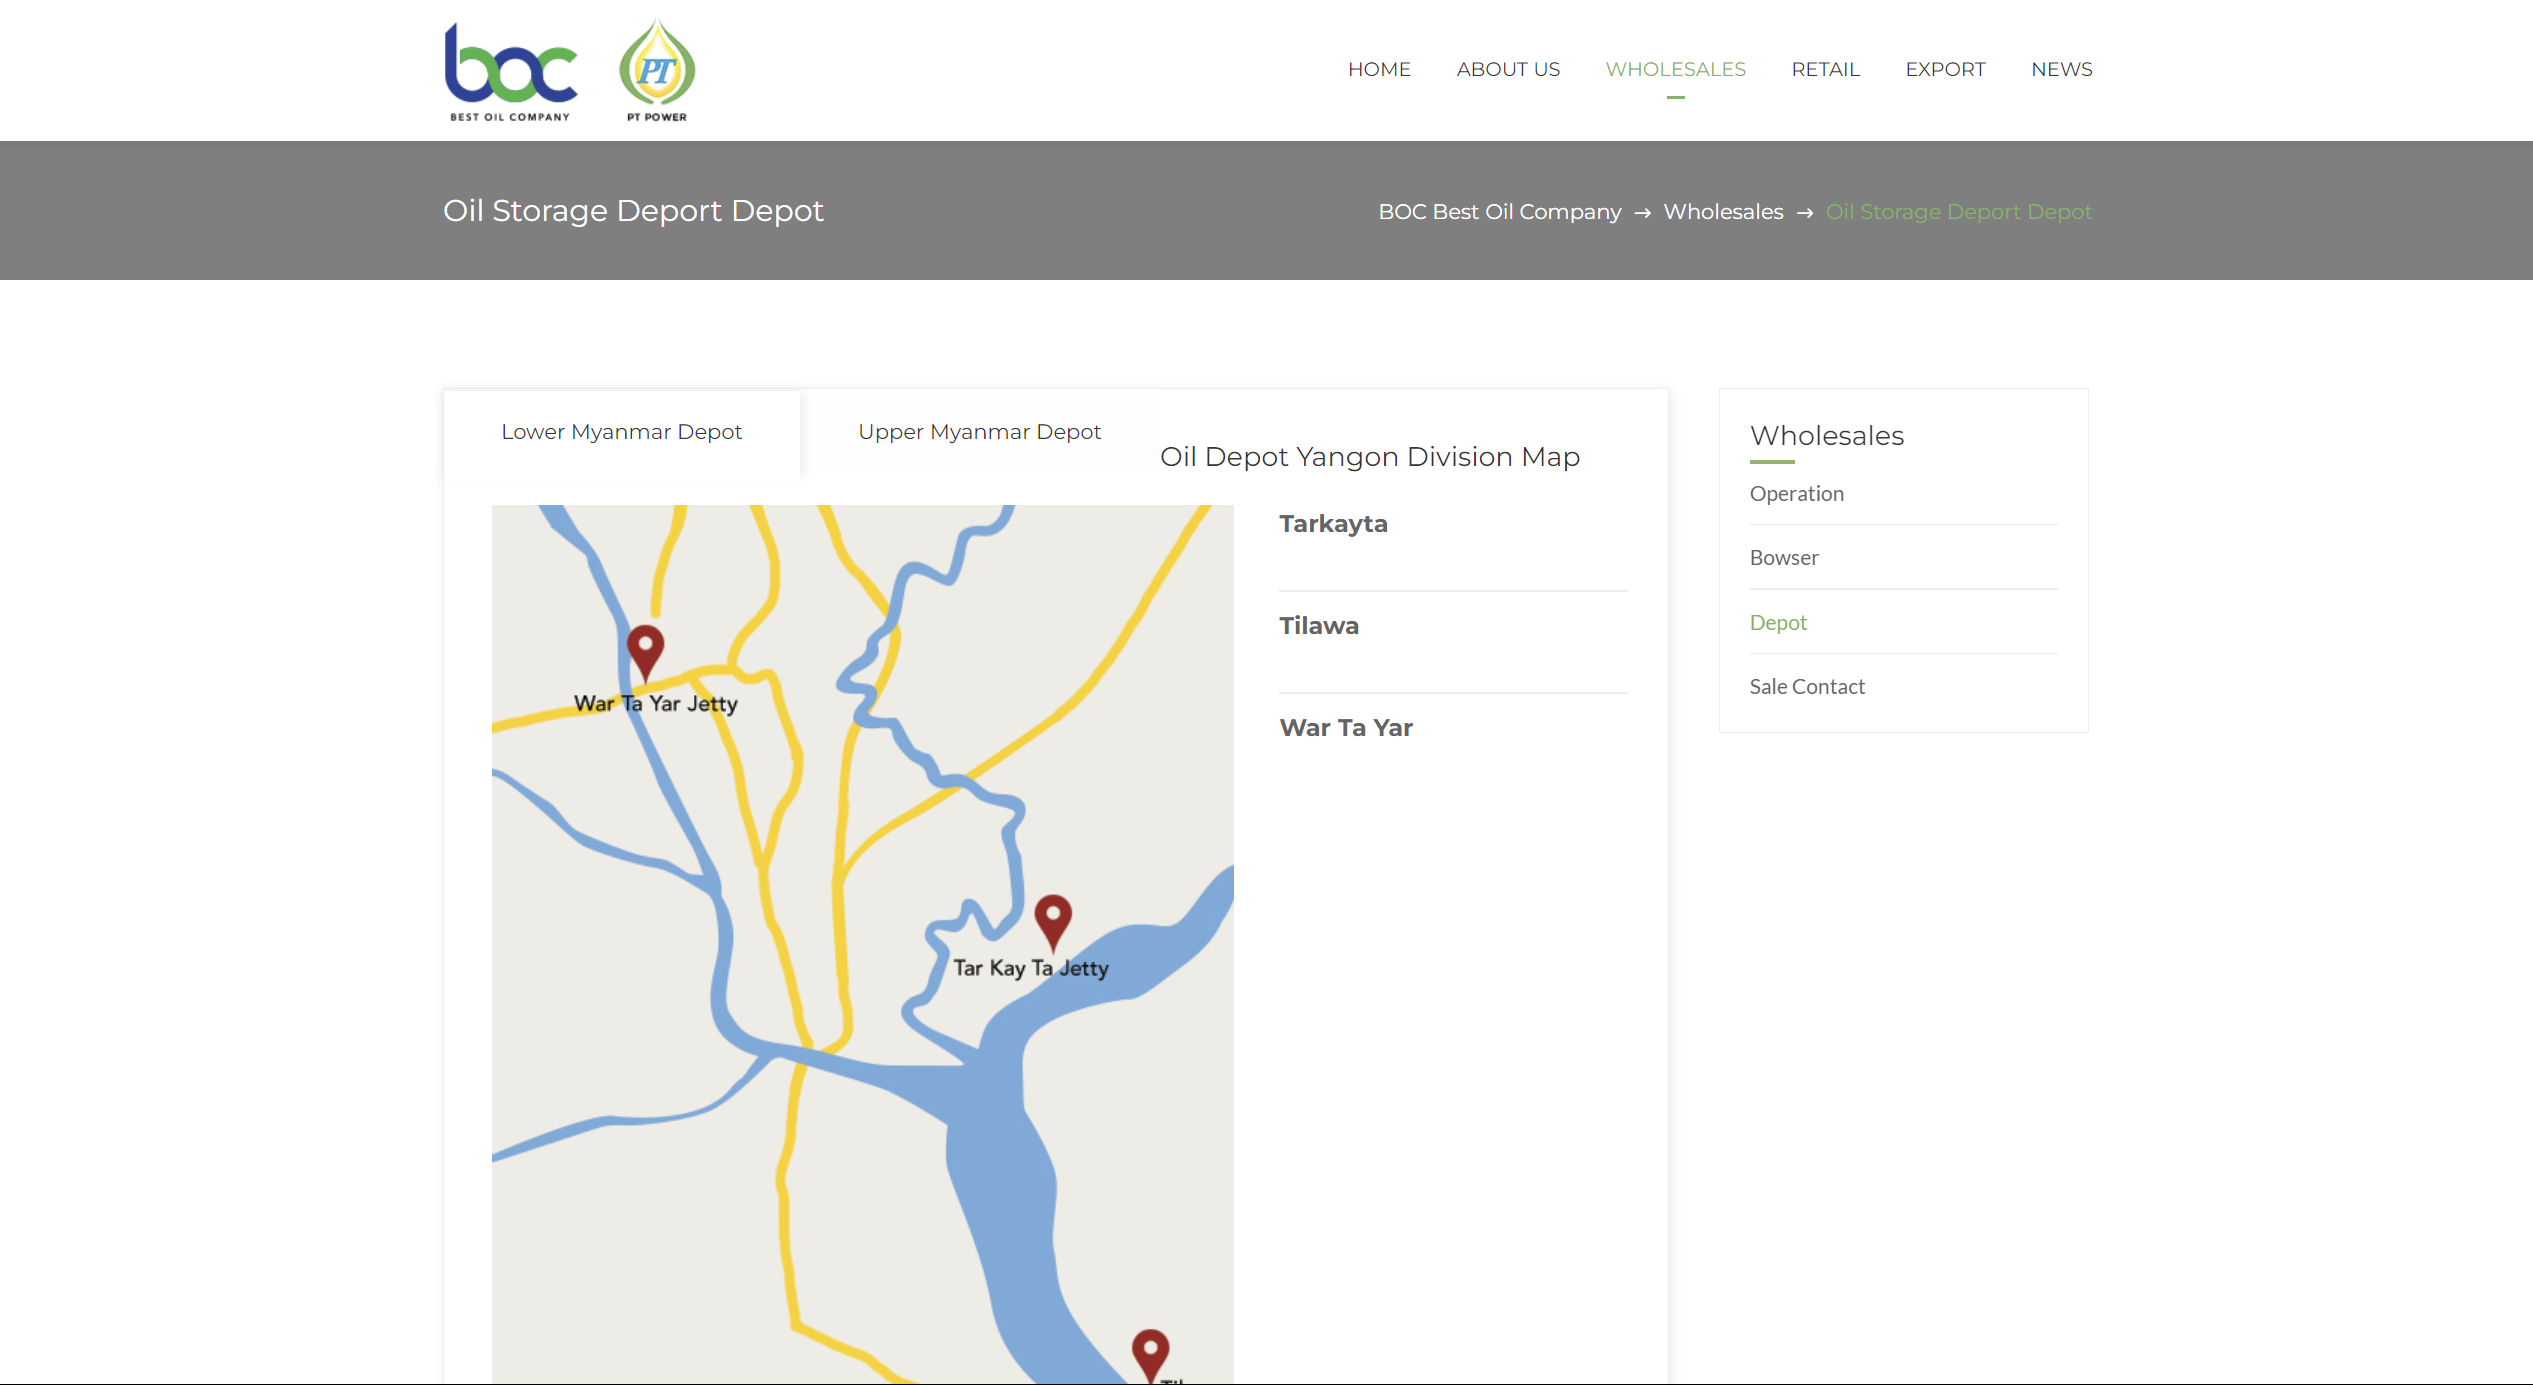 boc
BEST OIL COMPANY
PT
PT POWER
HOME
ABOUT US
WHOLESALES
RETAIL
EXPORT
NEWS
Oil Storage Deport Depot
BOC Best Oil Company → Wholesales → Oil Storage Deport Depot
Lower Myanmar Depot
Upper Myanmar Depot
Oil Depot Yangon Division Map
War Ta Yar Jetty
Tar Kay Ta Jetty
Tarkayta
Tilawa
War Ta Yar
Wholesales
Operation
Bowser
Depot
Sale Contact